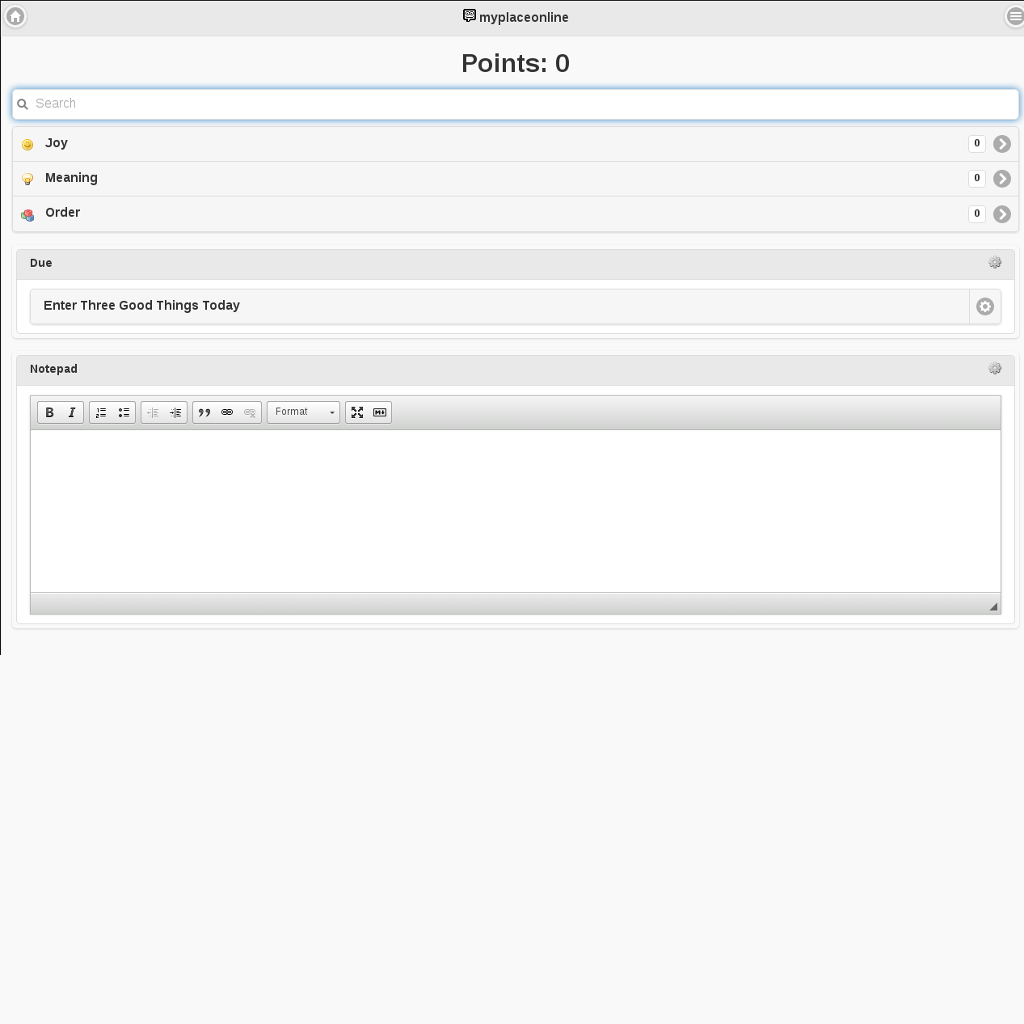 myplaceonline
Points: 0
Search
Joy 0
Meaning 0
Order 0
Due
Enter Three Good Things Today
Notepad
B I Format